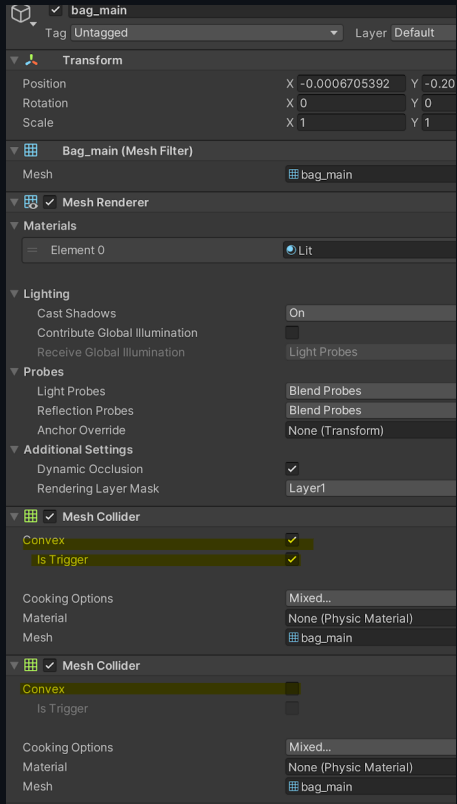 bag_main
Tag Untagged Layer Default
Transform
Position X -0.0006705392 Y -0.20
Rotation X 0 Y 0
Scale X 1 Y 1
Bag_main (Mesh Filter)
Mesh bag_main
Mesh Renderer
Materials
Element 0 Lit
Lighting
Cast Shadows On
Contribute Global Illumination
Receive Global Illumination Light Probes
Probes
Light Probes Blend Probes
Reflection Probes Blend Probes
Anchor Override None (Transform)
Additional Settings
Dynamic Occlusion
Rendering Layer Mask Layer1
Mesh Collider
Convex
Is Trigger
Cooking Options Mixed...
Material None (Physic Material)
Mesh bag_main
Mesh Collider
Convex
Is Trigger
Cooking Options Mixed...
Material None (Physic Material)
Mesh bag_main